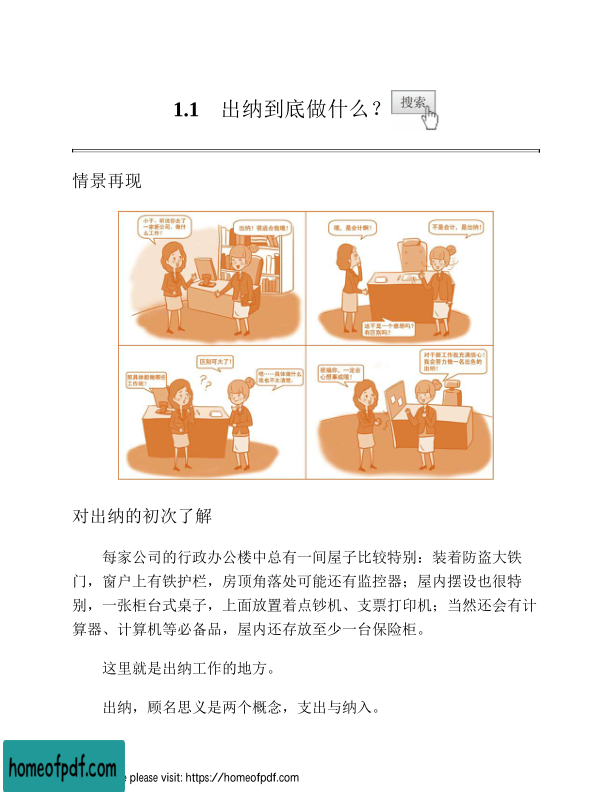 1.1 出纳到底做什么？
搜索
情景再现
小于，听说你去了
一家新公司，做什
么工作？
出纳！很适合我哦！
嗯，是会计啊！
不是会计，是出纳！
这不是一个意思吗？
有区别吗？
区别可大了！
那具体都做哪些
工作呢？
嗯……具体做什么
我也不太清楚。
祝福你，一定会
心想事成哦！
对于新工作我充满信心！
我会努力做一名出色的
出纳！
对出纳的初次了解
每家公司的行政办公楼中总有一间屋子比较特别：装着防盗大铁
门，窗户上有铁护栏，房顶角落处可能还有监控器；屋内摆设也很特
别，一张柜台式桌子，上面放置着点钞机、支票打印机；当然还会有计
算器、计算机等必备品，屋内还存放至少一台保险柜。
这里就是出纳工作的地方。
出纳，顾名思义是两个概念，支出与纳入。
homeofpdf.com
e please visit: https://homeofpdf.com